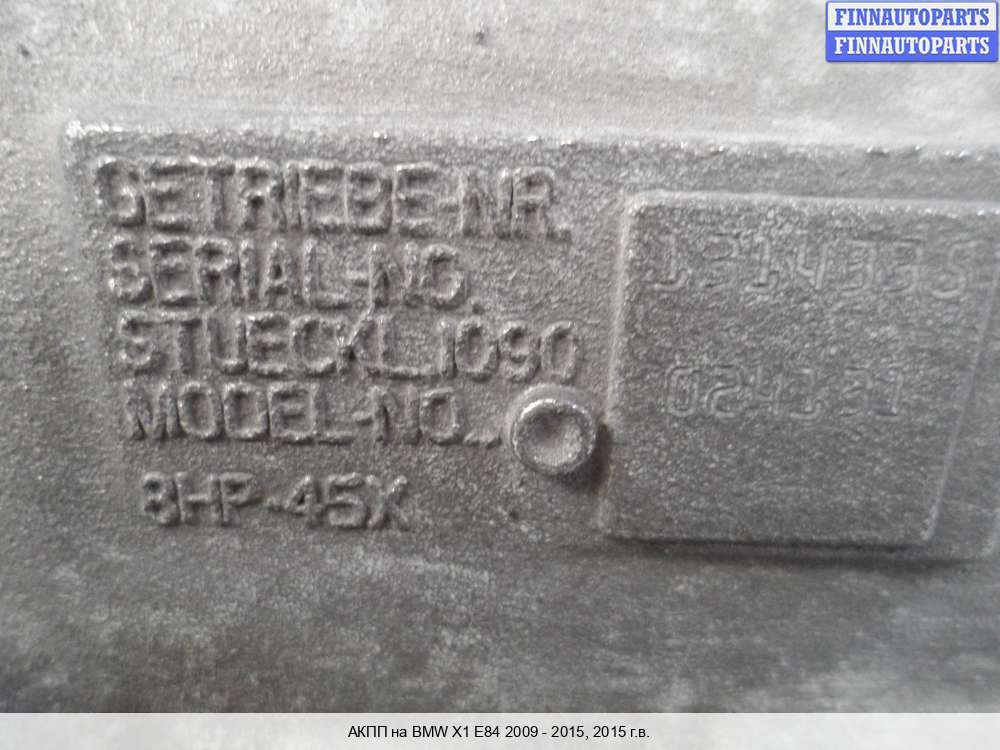 FINNAUTOPARTS
FINNAUTOPARTS
GETRIEBE-NR.
SERIAL-NO.
STUECKL.1090
MODEL-NO.
8HP-45X
АКПП на BMW X1 E84 2009 - 2015, 2015 г.в.